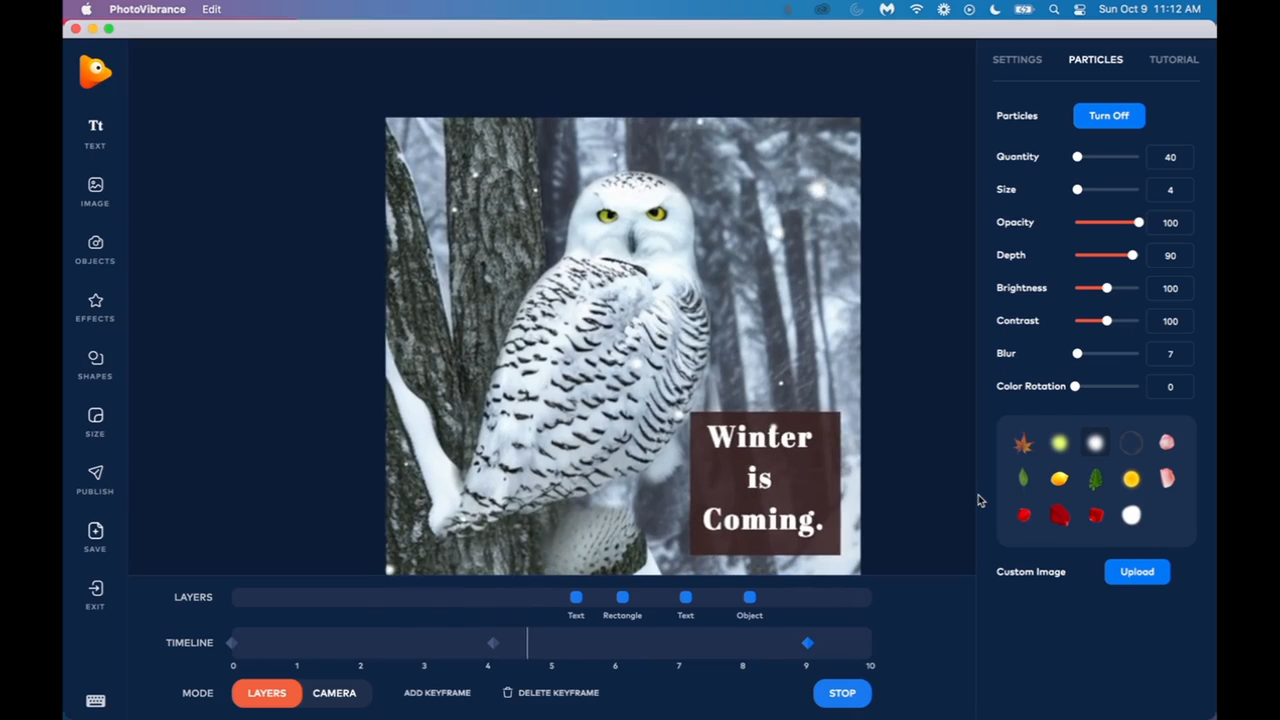 PhotoVibrance Edit Sun Oct 9 11:12 AM
SETTINGS PARTICLES TUTORIAL
Tt
TEXT
IMAGE
OBJECTS
EFFECTS
SHAPES
SIZE
PUBLISH
SAVE
EXIT
Winter
is
Coming.
Particles Turn Off
Quantity 40
Size 4
Opacity 100
Depth 90
Brightness 100
Contrast 100
Blur 7
Color Rotation 0
Custom Image Upload
LAYERS
Text Rectangle Text Object
TIMELINE
0 1 2 3 4 5 6 7 8 9 10
MODE LAYERS CAMERA ADD KEYFRAME DELETE KEYFRAME STOP